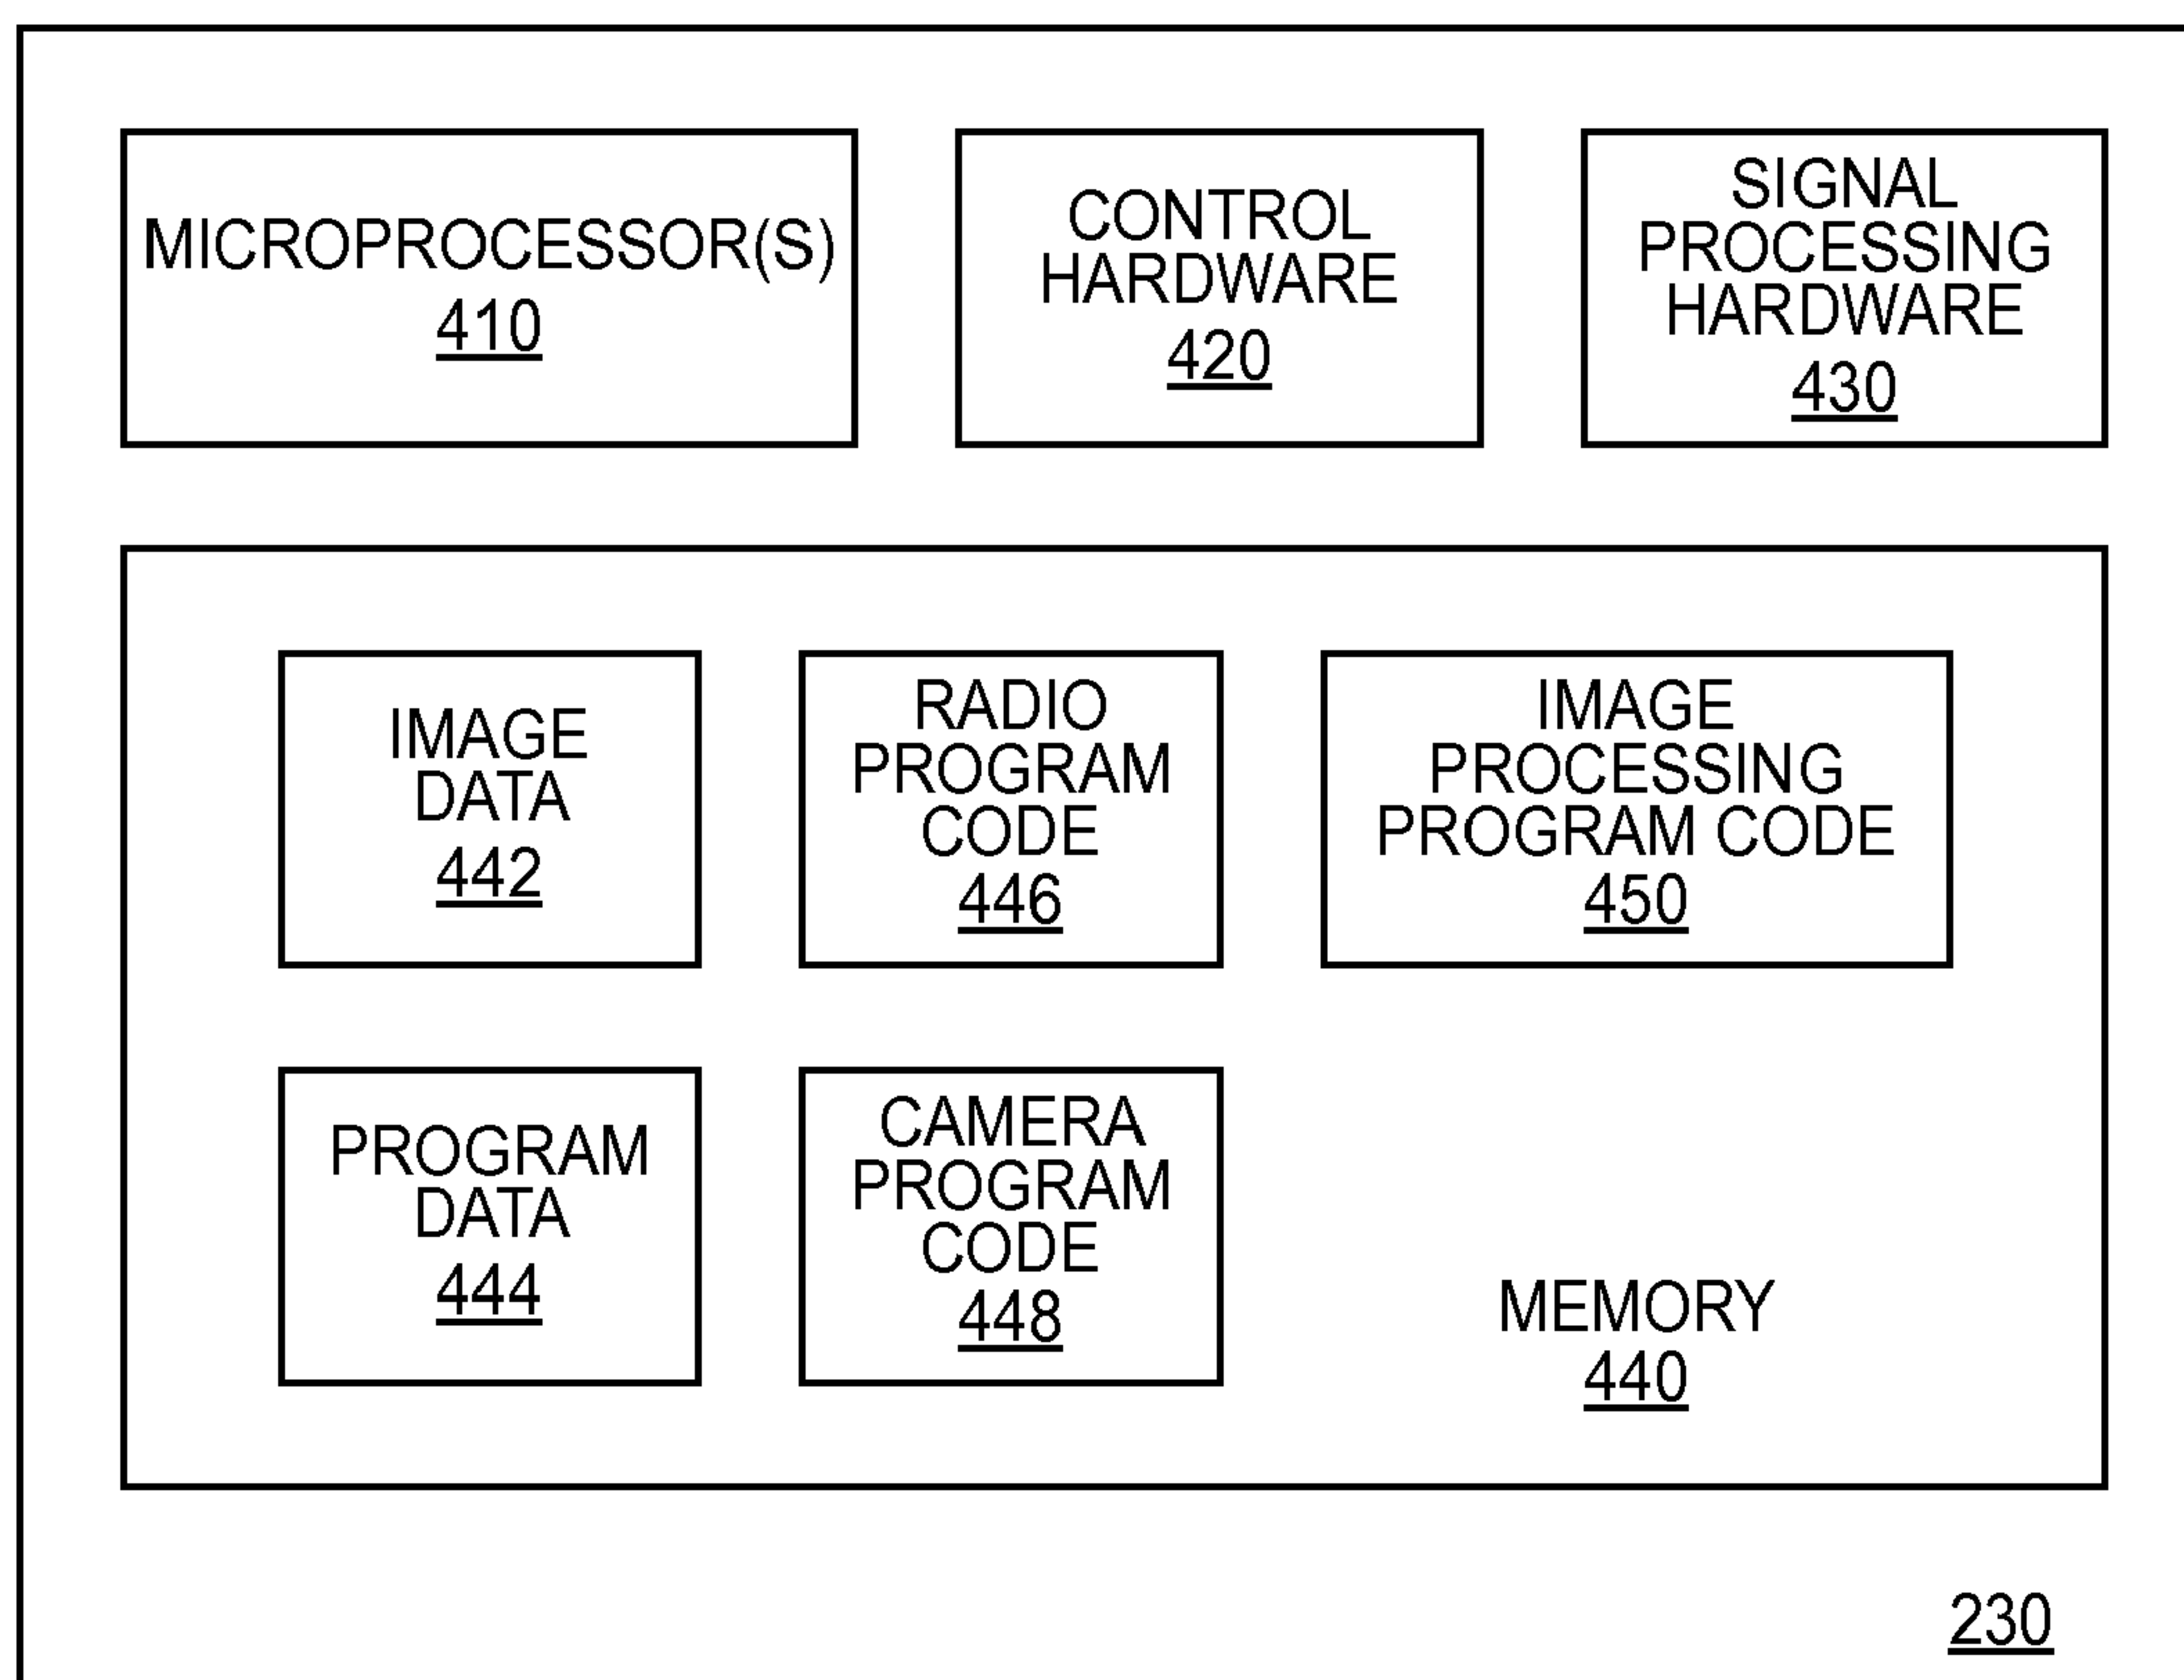 MICROPROCESSOR(S)
410
CONTROL
HARDWARE
420
SIGNAL
PROCESSING
HARDWARE
430
IMAGE
DATA
442
RADIO
PROGRAM
CODE
446
IMAGE
PROCESSING
PROGRAM CODE
450
PROGRAM
DATA
444
CAMERA
PROGRAM
CODE
448
MEMORY
440
230